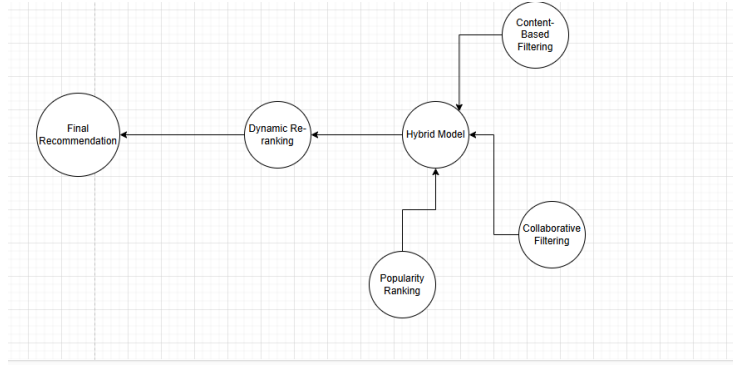 Content-
Based
Filtering
Final
Recommendation
Dynamic Re-
ranking
Hybrid Model
Collaborative
Filtering
Popularity
Ranking